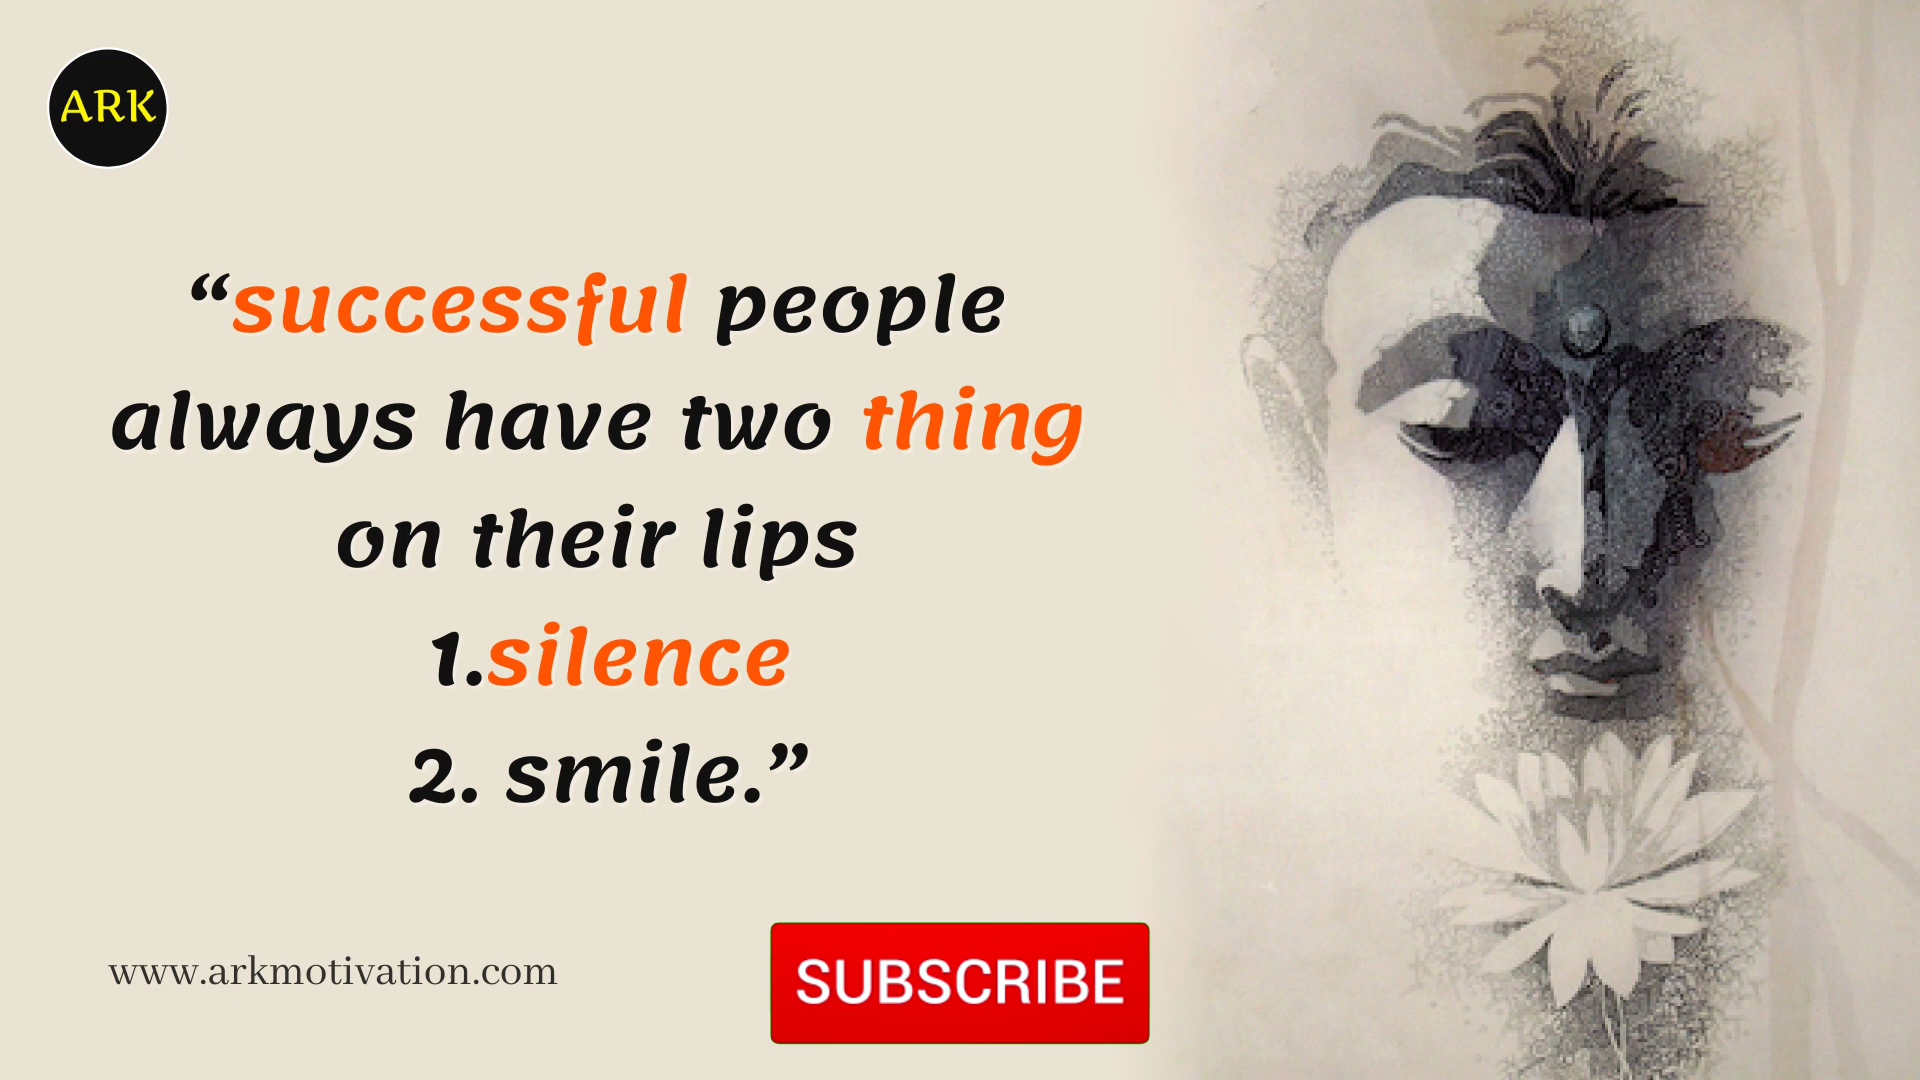 ARK
“successful people
always have two thing
on their lips
1.silence
2. smile.”
www.arkmotivation.com
SUBSCRIBE